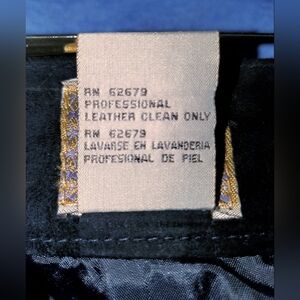 RN 62679
PROFESSIONAL
LEATHER CLEAN ONLY
RN 62679
LAVARSE EN LAVANDERIA
PROFESIONAL DE PIEL